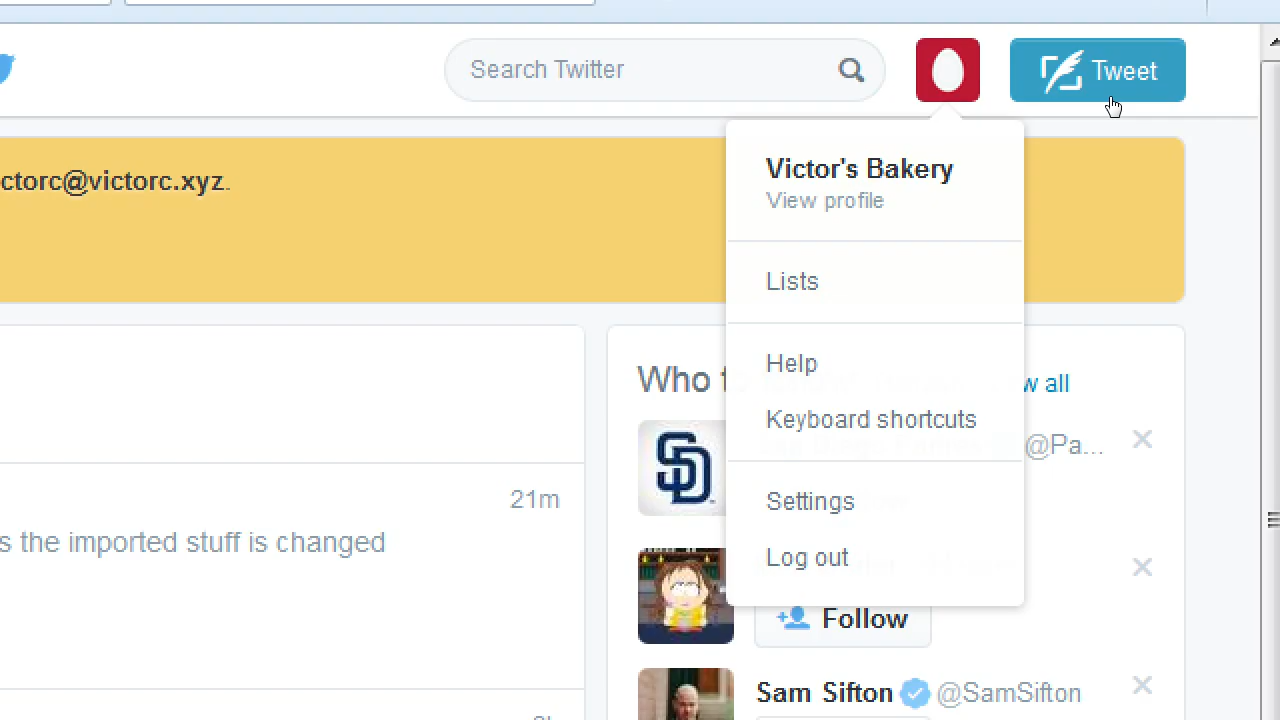 Search Twitter
Tweet
ctorc@victorc.xyz.
Victor's Bakery
View profile
Lists
Help
Keyboard shortcuts
Settings
Log out
Who
w all
@Pa...
21m
s the imported stuff is changed
SD
Follow
Sam Sifton @SamSifton